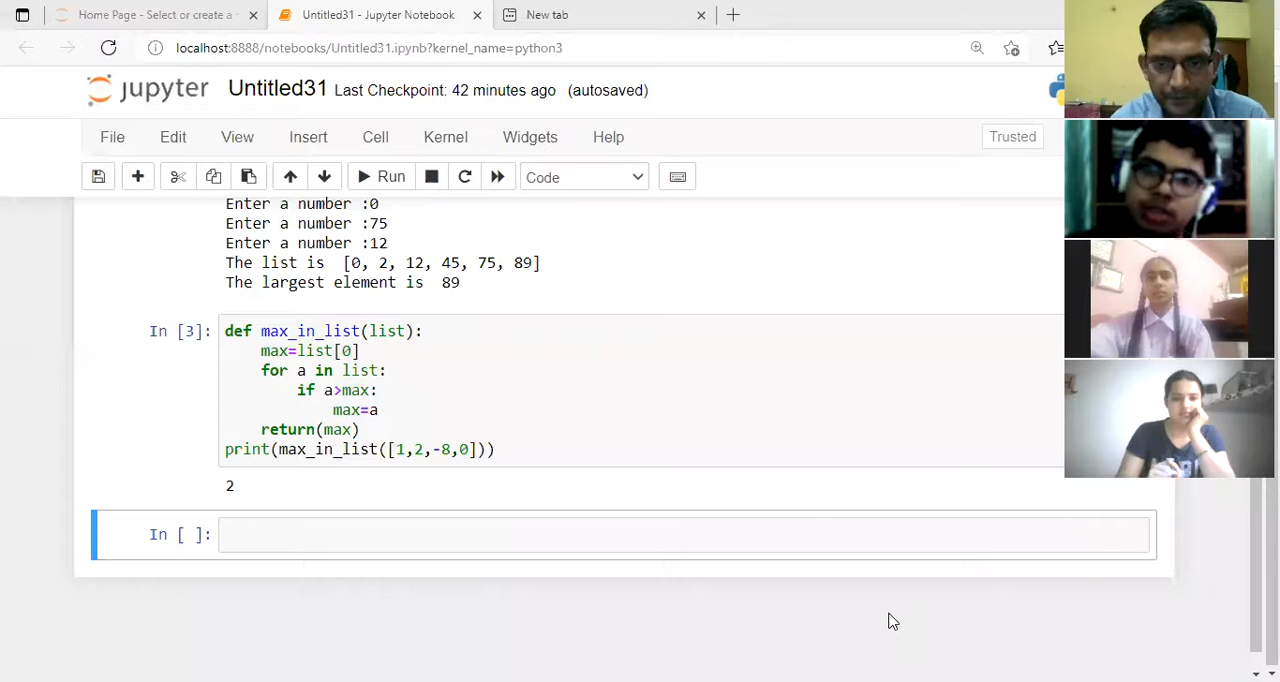 Home Page - Select or create a
Untitled31 - Jupyter Notebook
New tab
localhost:8888/notebooks/Untitled31.ipynb?kernel_name=python3
jupyter Untitled31 Last Checkpoint: 42 minutes ago (autosaved)
File Edit View Insert Cell Kernel Widgets Help Trusted
Run Code
Enter a number :0
Enter a number :75
Enter a number :12
The list is  [0, 2, 12, 45, 75, 89]
The largest element is  89
In [3]: def max_in_list(list):
    max=list[0]
    for a in list:
        if a>max:
            max=a
    return(max)
print(max_in_list([1,2,-8,0]))
2
In [ ]: